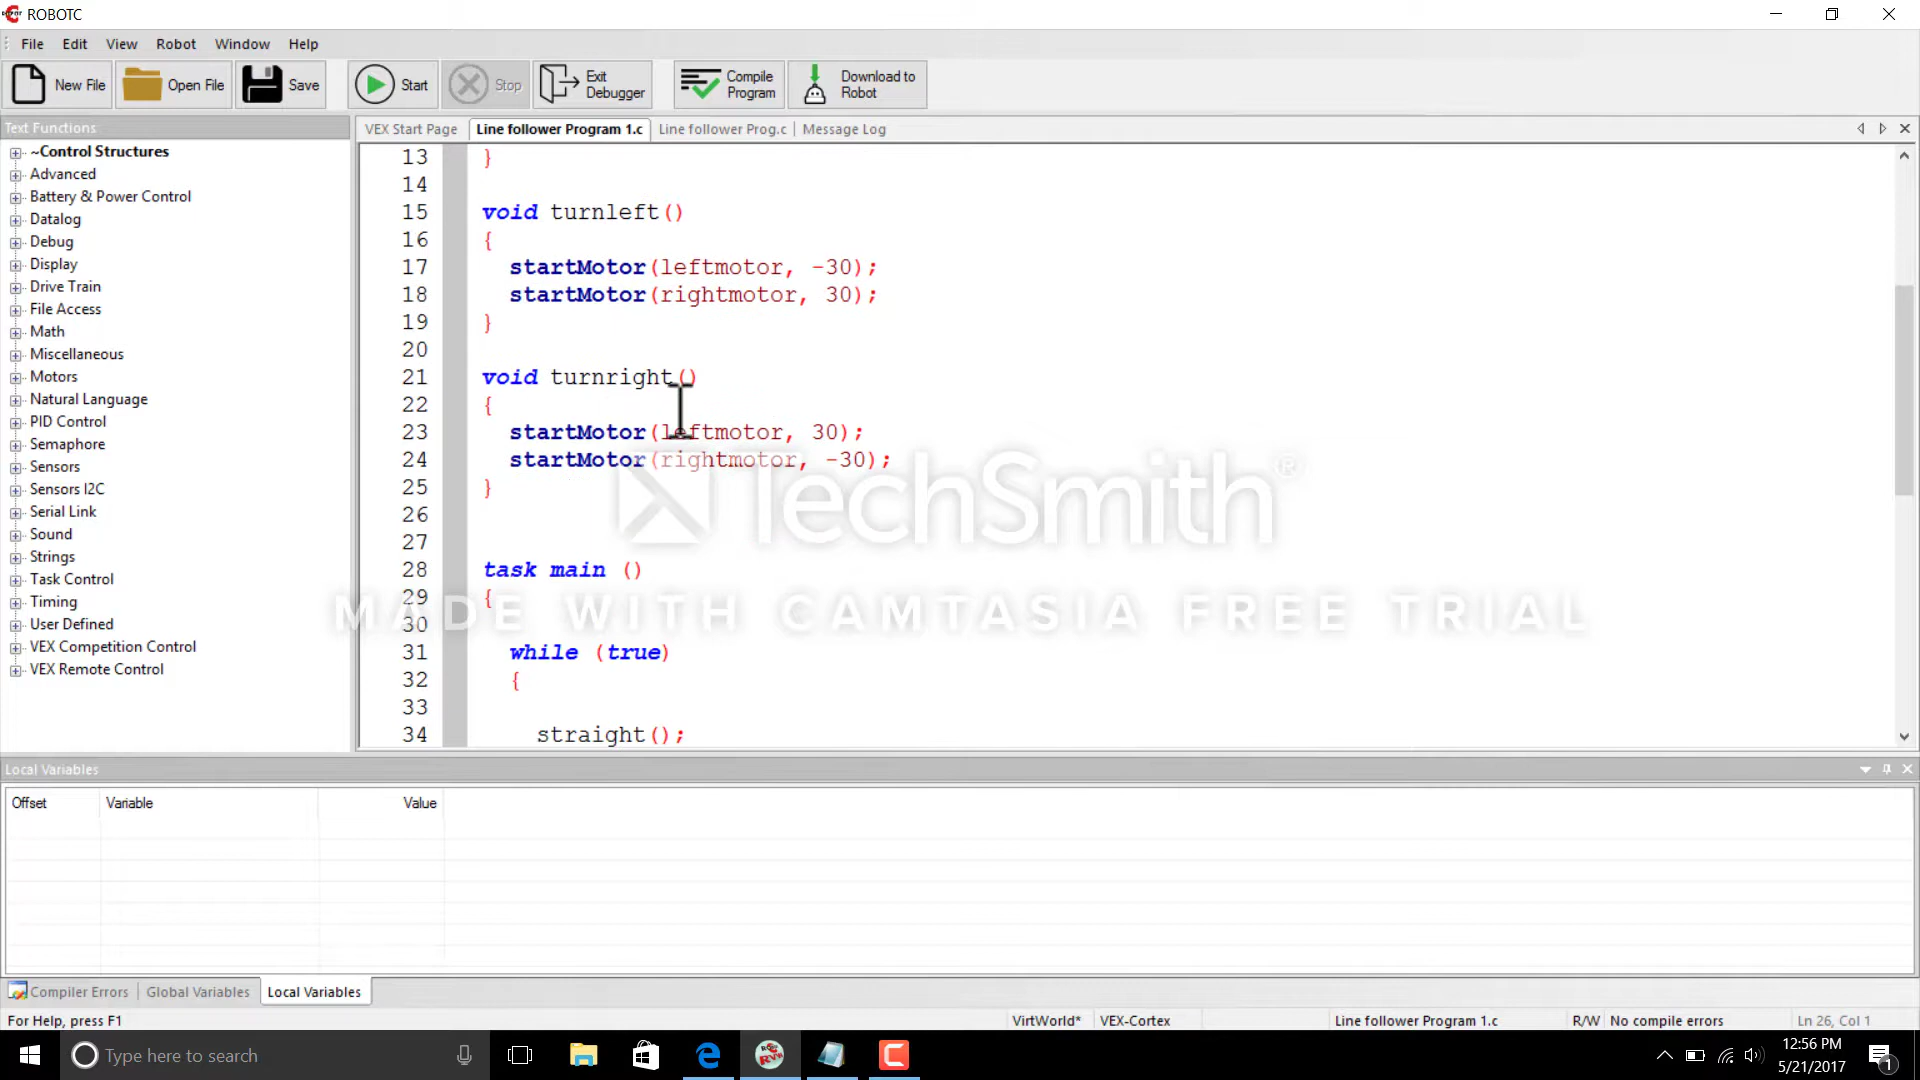 ROBOTC
File Edit View Robot Window Help
New File Open File Save Start Stop Exit Debugger Compile Program Download to Robot
Text Functions
~Control Structures
Advanced
Battery & Power Control
Datalog
Debug
Display
Drive Train
File Access
Math
Miscellaneous
Motors
Natural Language
PID Control
Semaphore
Sensors
Sensors I2C
Serial Link
Sound
Strings
Task Control
Timing
User Defined
VEX Competition Control
VEX Remote Control
VEX Start Page Line follower Program 1.c Line follower Prog.c Message Log
13 }
14
15 void turnleft()
16 {
17 startMotor(leftmotor, -30);
18 startMotor(rightmotor, 30);
19 }
20
21 void turnright()
22 {
23 startMotor(leftmotor, 30);
24 startMotor(rightmotor, -30);
25 }
26
27
28 task main ()
29 {
30
31 while (true)
32 {
33
34 straight();
TechSmith®
MADE WITH CAMTASIA FREE TRIAL
Local Variables
Offset Variable Value
Compiler Errors Global Variables Local Variables
For Help, press F1 VirtWorld* VEX-Cortex Line follower Program 1.c R/W No compile errors Ln 26, Col 1
Type here to search
12:56 PM
5/21/2017
1